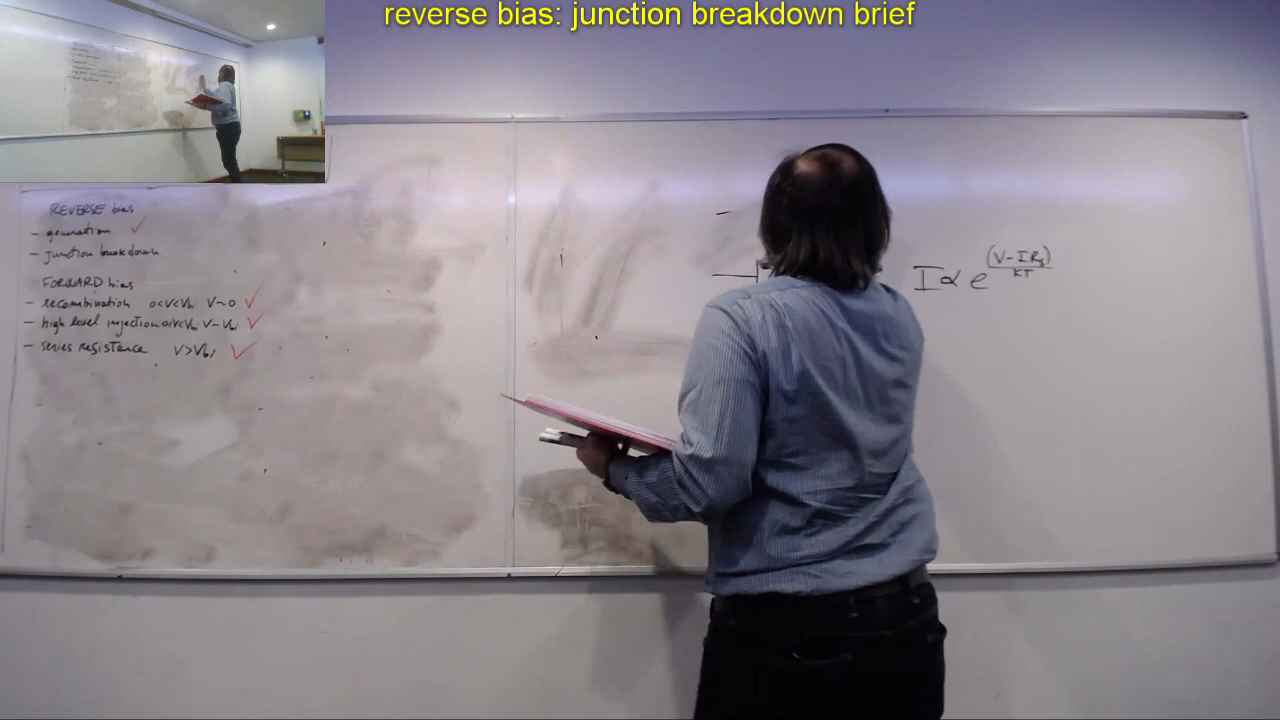 reverse bias: junction breakdown brief
REVERSE bias
- generation ✓
- junction breakdown
FORWARD bias
- recombination 0<V<Vbi V~0 ✓
- high level injection 0<V<Vbi V~Vbi ✓
- series resistance V>Vbi ✓
I ∝ e^((V-IRs)/KT)